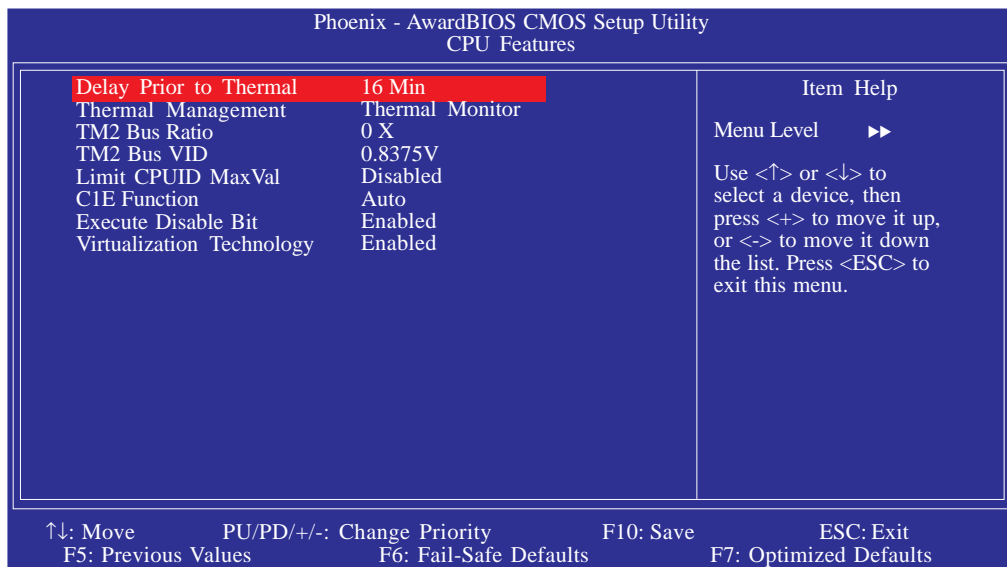 Phoenix - AwardBIOS CMOS Setup Utility
CPU Features
Delay Prior to Thermal 16 Min
Thermal Management Thermal Monitor
TM2 Bus Ratio 0 X
TM2 Bus VID 0.8375V
Limit CPUID MaxVal Disabled
C1E Function Auto
Execute Disable Bit Enabled
Virtualization Technology Enabled
Item Help
Menu Level ▶▶
Use <↑> or <↓> to
select a device, then
press <+> to move it up,
or <-> to move it down
the list. Press <ESC> to
exit this menu.
↑↓: Move PU/PD/+/-: Change Priority F10: Save ESC: Exit
F5: Previous Values F6: Fail-Safe Defaults F7: Optimized Defaults